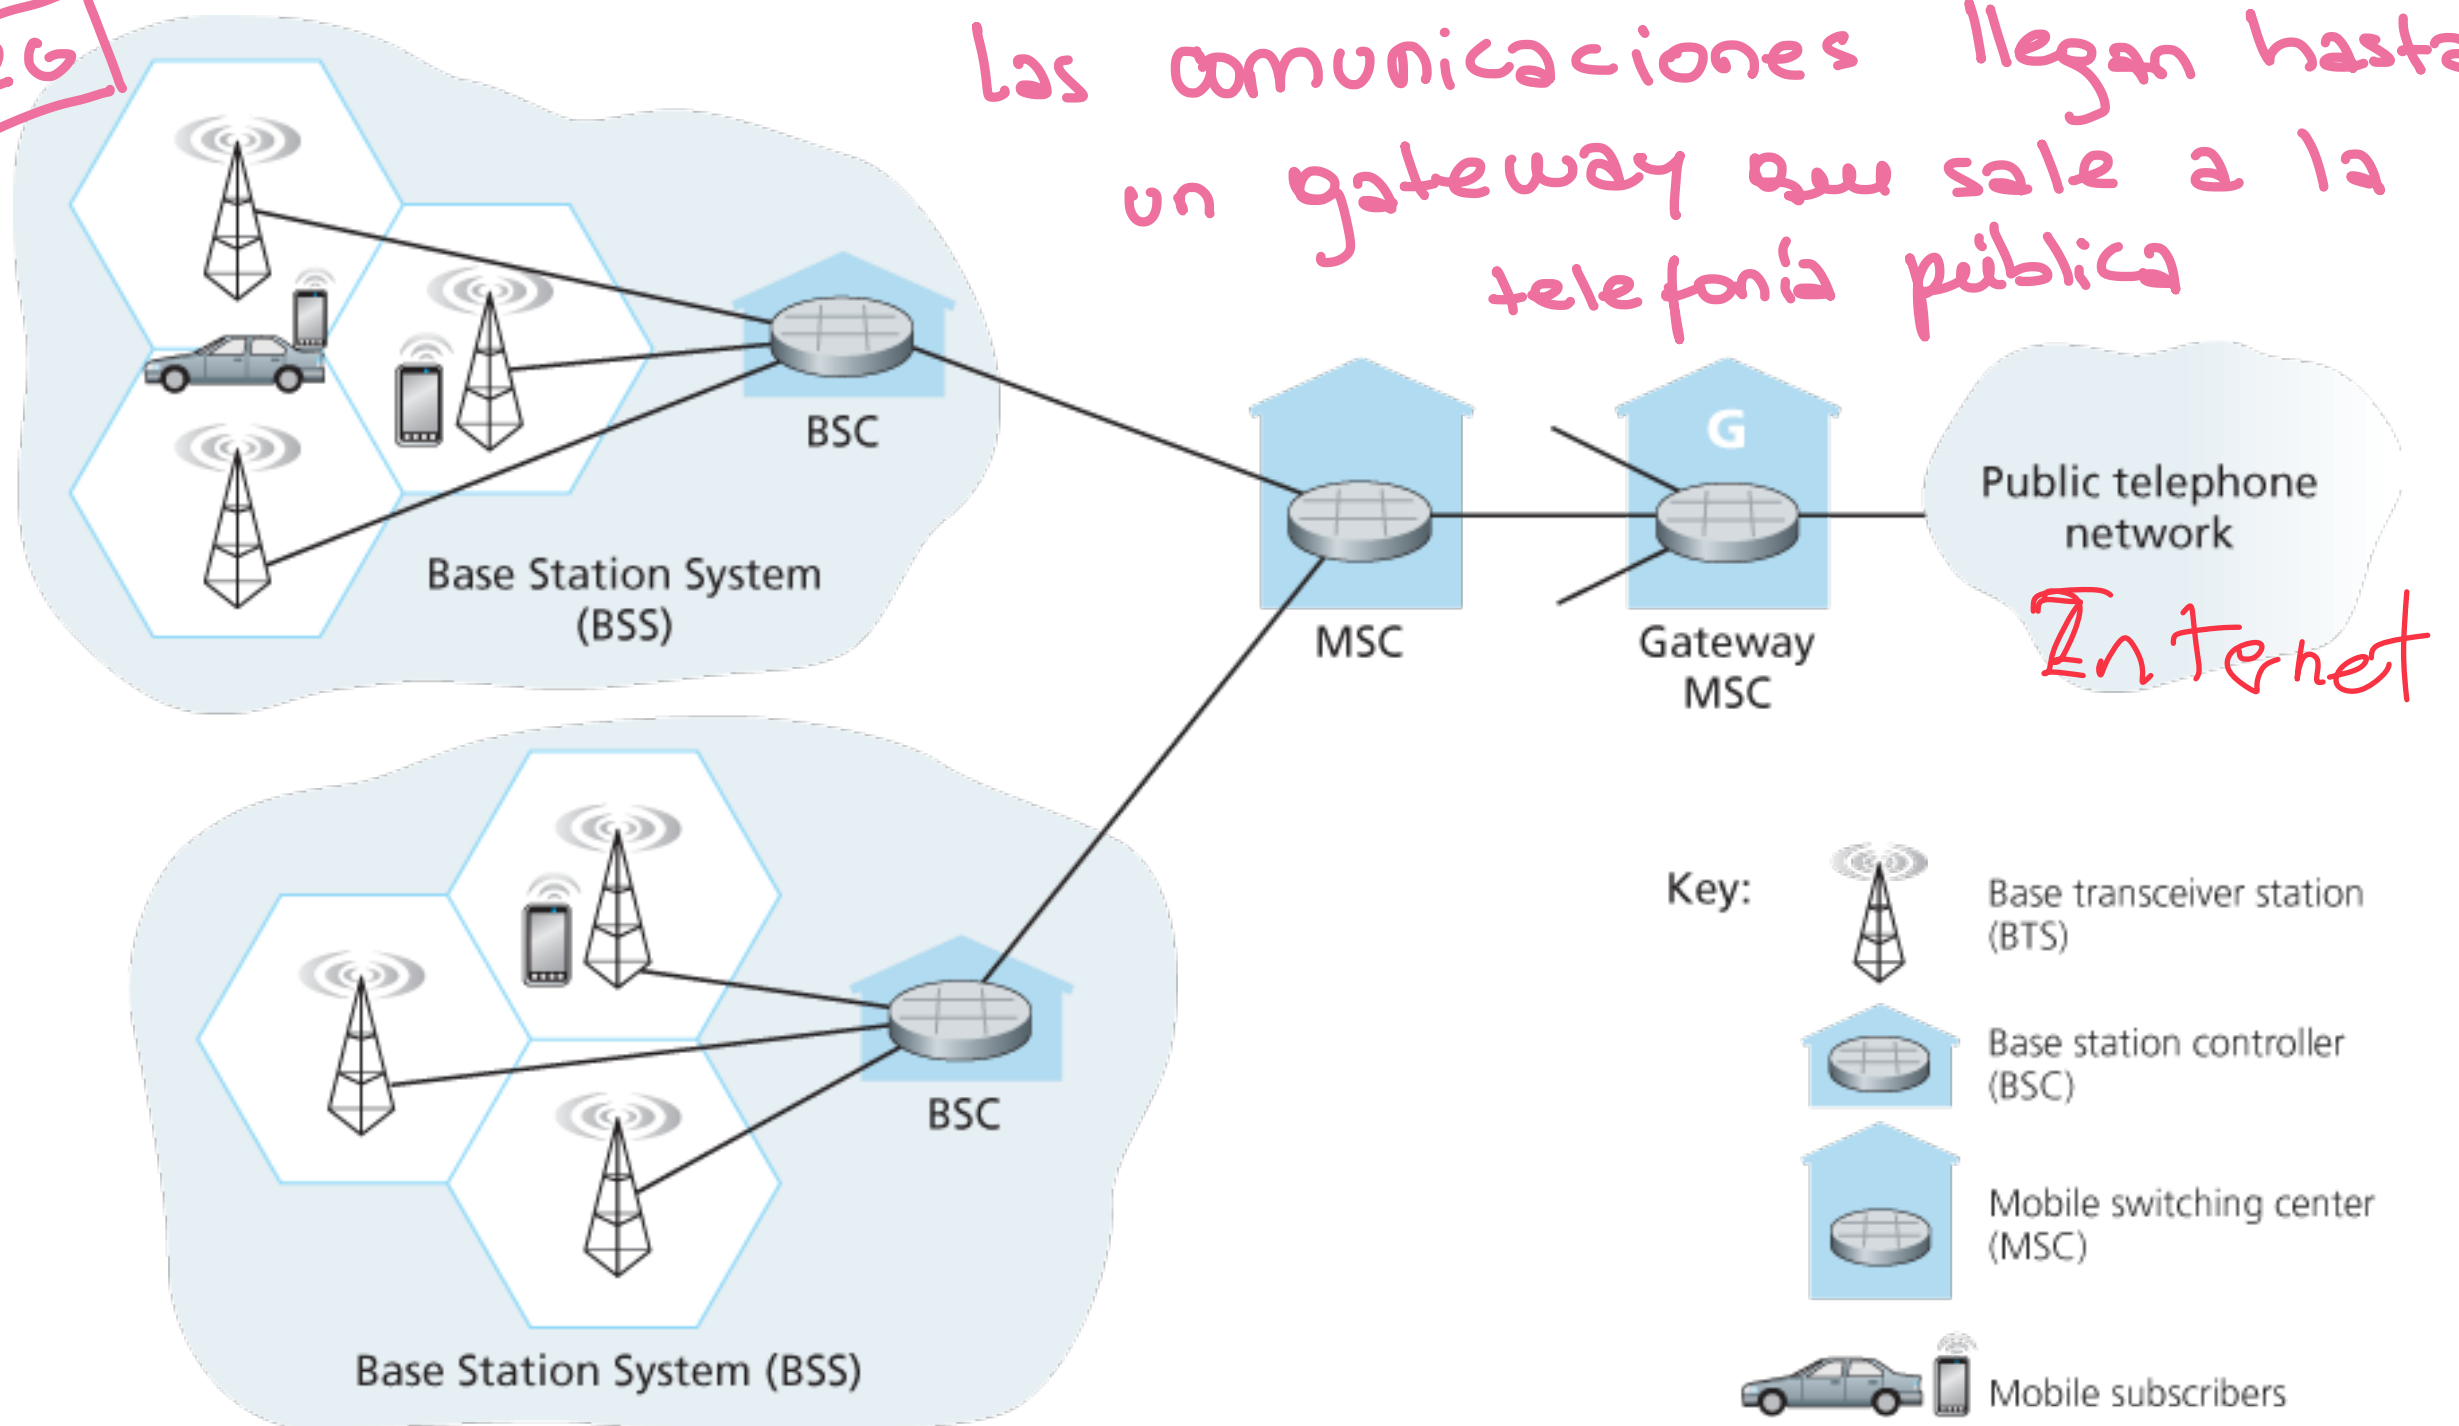 2G
Las comunicaciones llegan hasta
un gateway que sale a la
telefonía pública
BSC
G
Public telephone
network
Internet
Base Station System
(BSS)
MSC
Gateway
MSC
Key:
Base transceiver station
(BTS)
Base station controller
(BSC)
BSC
Mobile switching center
(MSC)
Base Station System (BSS)
Mobile subscribers